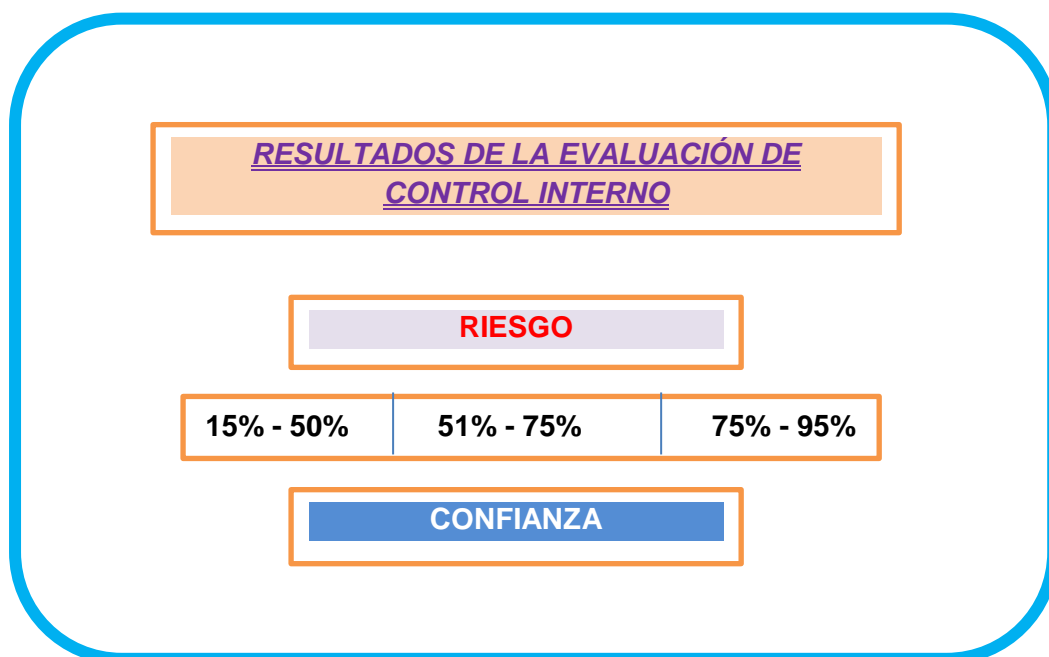 RESULTADOS DE LA EVALUACIÓN DE
CONTROL INTERNO
RIESGO
15% - 50% 51% - 75% 75% - 95%
CONFIANZA